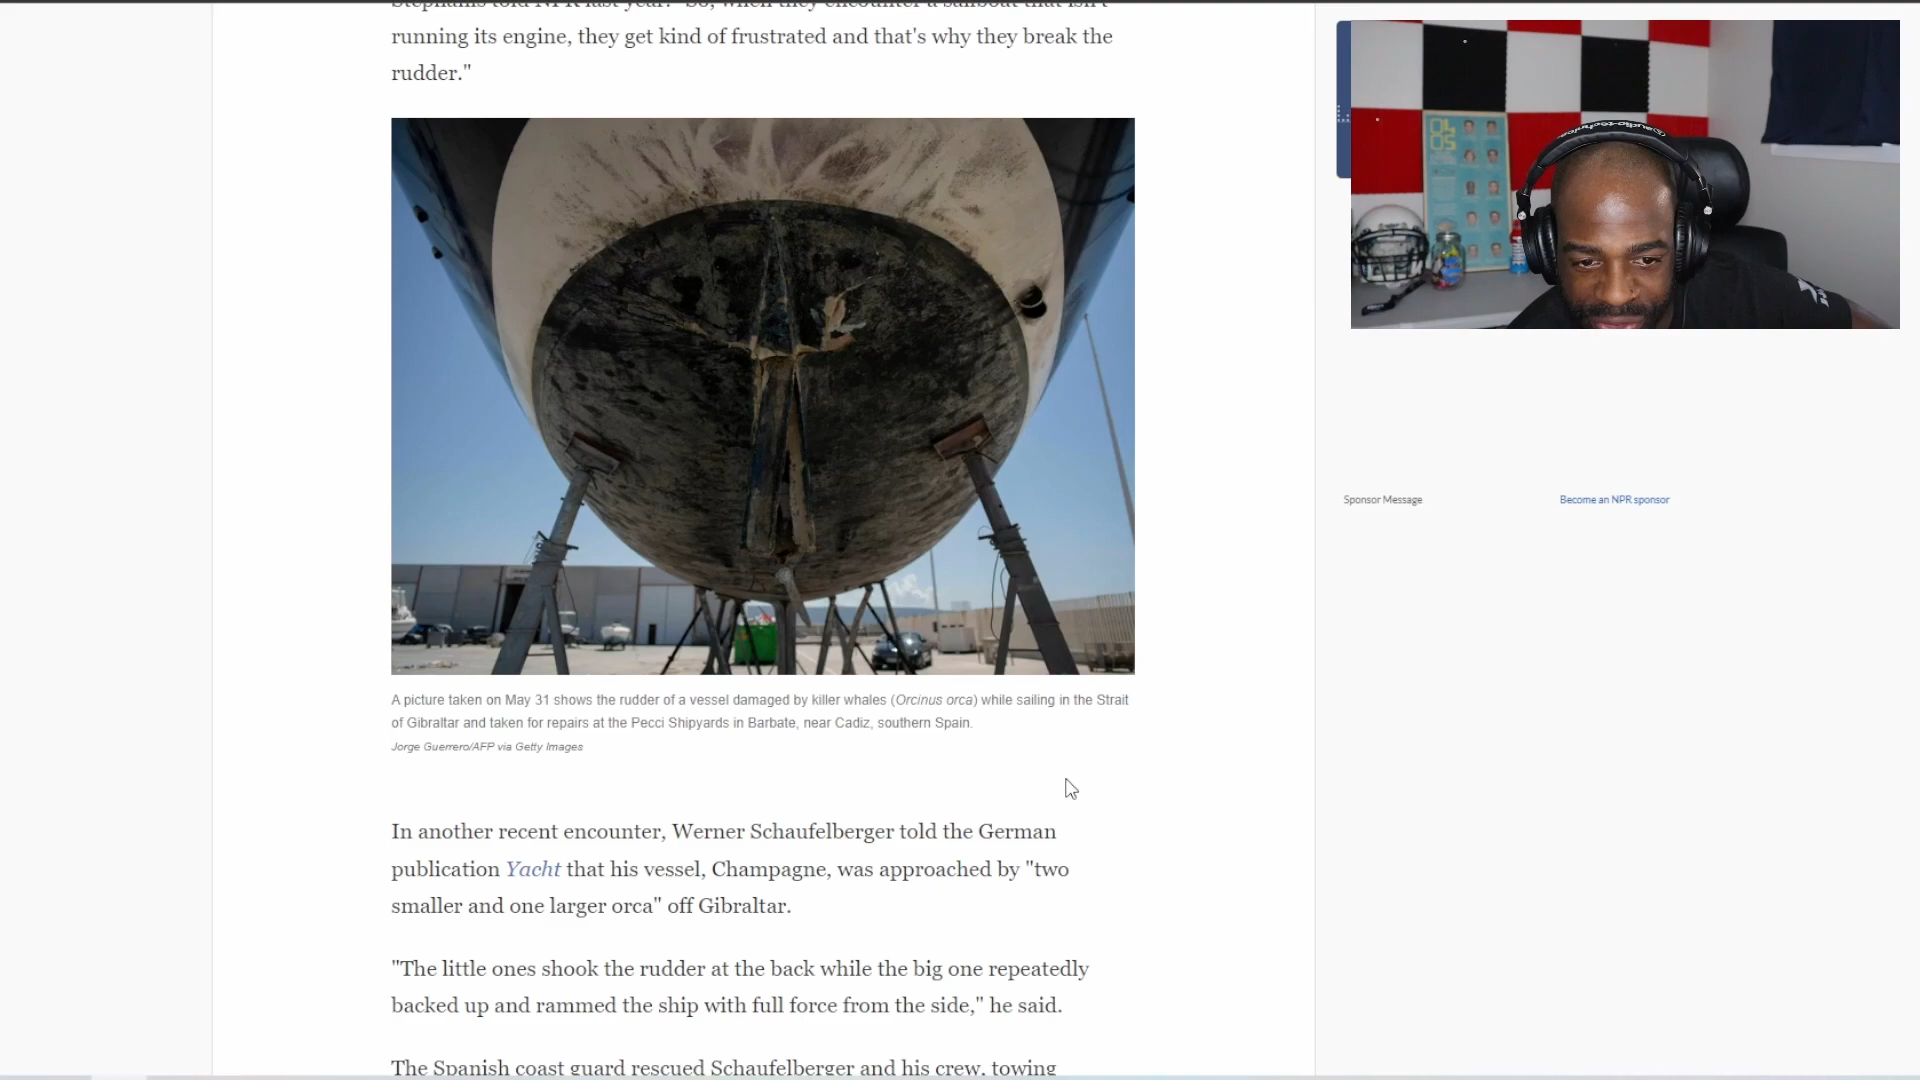 Stephanis told NPR last year. "So, when they encounter a sailboat that isn't
running its engine, they get kind of frustrated and that's why they break the
rudder."
audio-technica
04
05
A picture taken on May 31 shows the rudder of a vessel damaged by killer whales (Orcinus orca) while sailing in the Strait
of Gibraltar and taken for repairs at the Pecci Shipyards in Barbate, near Cadiz, southern Spain.
Jorge Guerrero/AFP via Getty Images
Sponsor Message
Become an NPR sponsor
In another recent encounter, Werner Schaufelberger told the German
publication Yacht that his vessel, Champagne, was approached by "two
smaller and one larger orca" off Gibraltar.
"The little ones shook the rudder at the back while the big one repeatedly
backed up and rammed the ship with full force from the side," he said.
The Spanish coast guard rescued Schaufelberger and his crew, towing